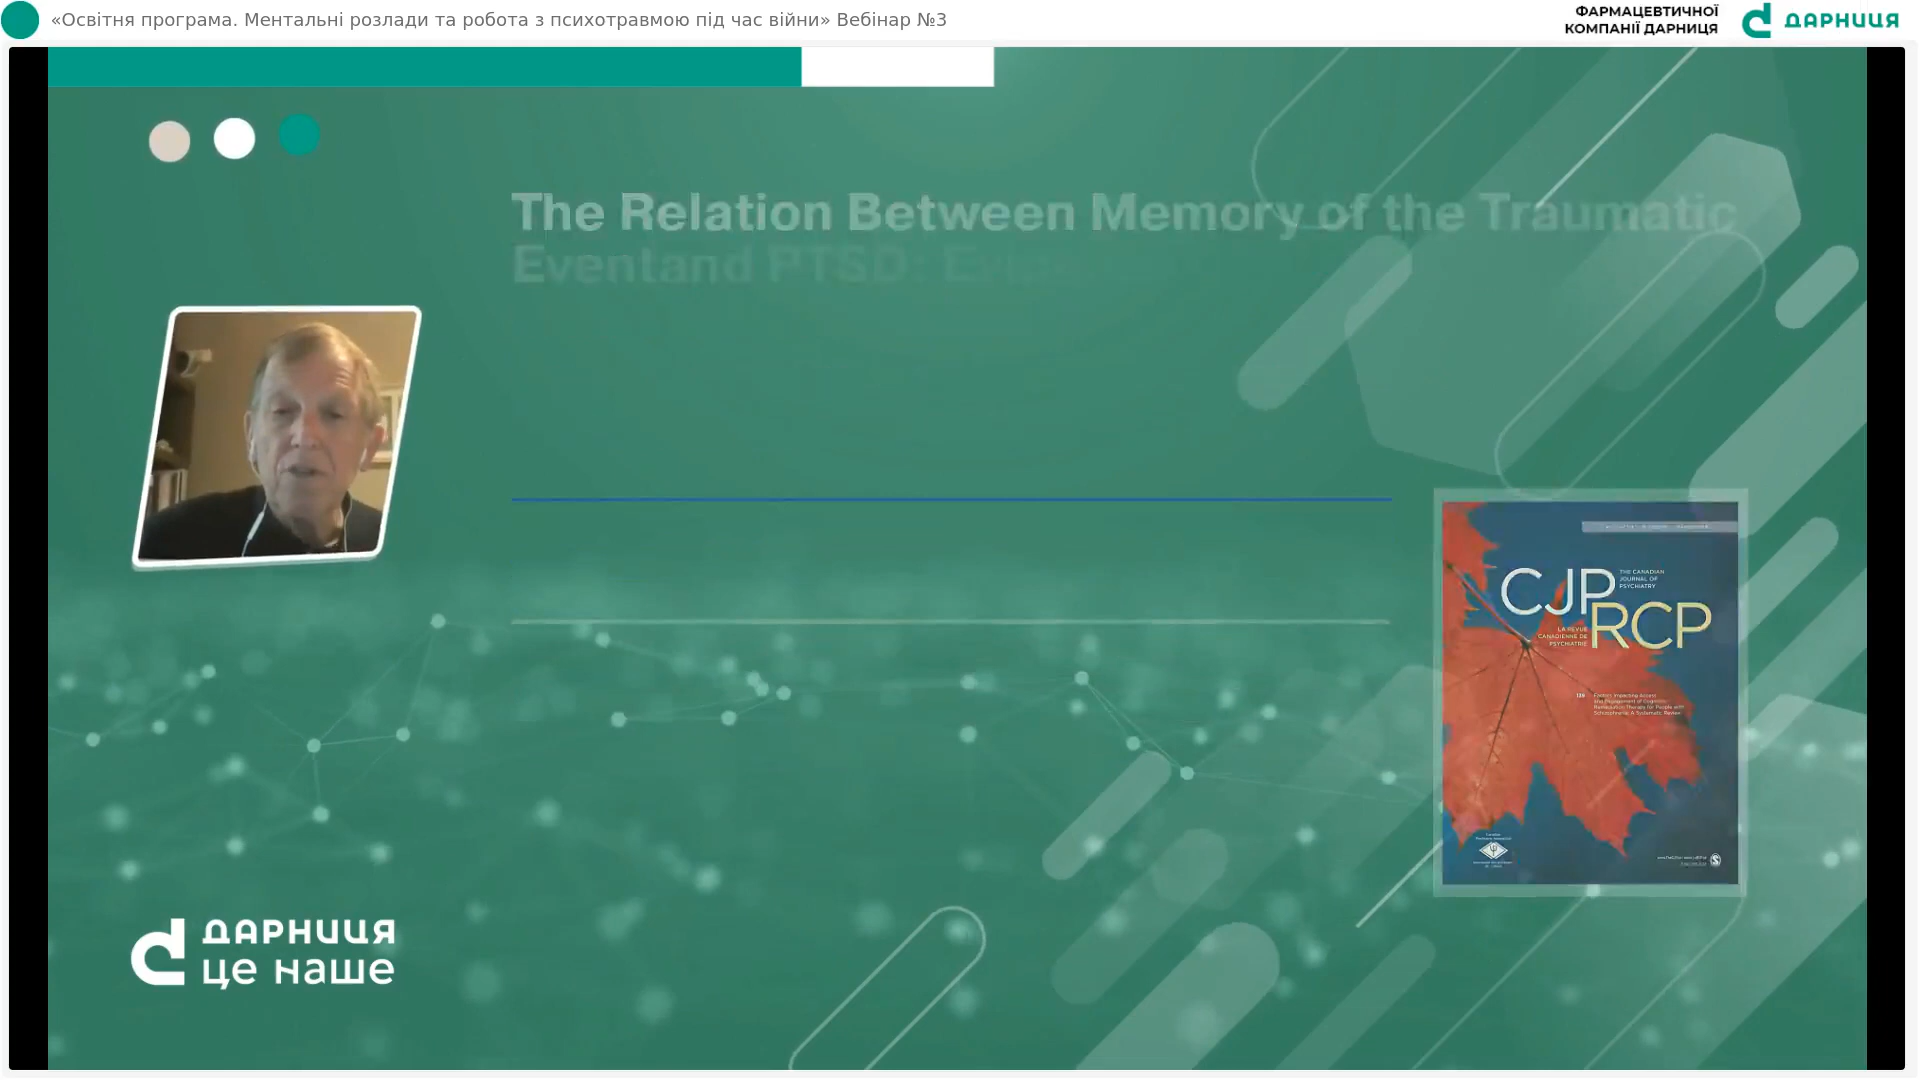 «Освітня програма. Ментальні розлади та робота з психотравмою під час війни» Вебінар №3
ФАРМАЦЕВТИЧНОЇ
КОМПАНІЇ ДАРНИЦЯ
ДАРНИЦЯ
The Relation Between Memory of the Traumatic
Eventand PTSD:
CJP
THE CANADIAN
JOURNAL OF
PSYCHIATRY
RCP
LA REVUE
CANADIENNE DE
PSYCHIATRIE
ДАРНИЦЯ
це наше